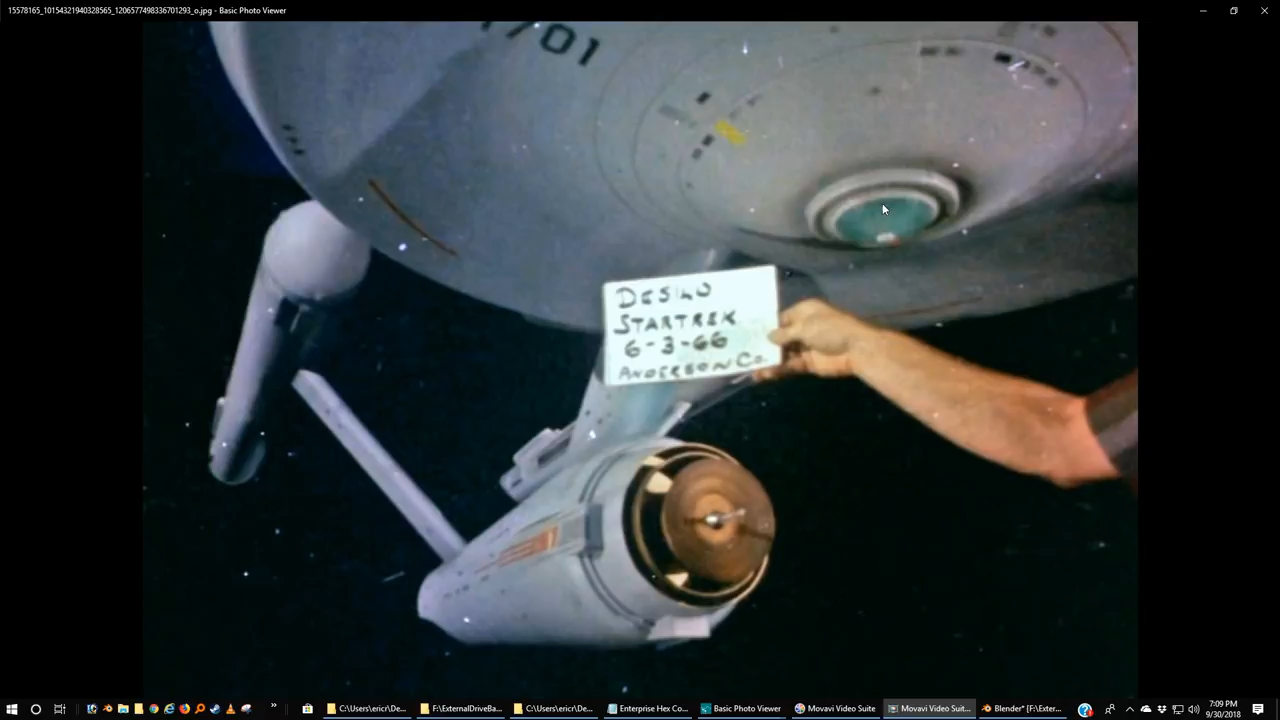 15578165_10154321940328565_1206577498336701293_o.jpg - Basic Photo Viewer
1701
DESILU
STARTREK
6-3-66
ANDERSON Co.
C:\Users\ericr\De...
F:\ExternalDriveBa...
C:\Users\ericr\De...
Enterprise Hex Co...
Basic Photo Viewer
Movavi Video Suite
Movavi Video Suit...
Blender* [F:\Exter...
7:09 PM
9/30/2018